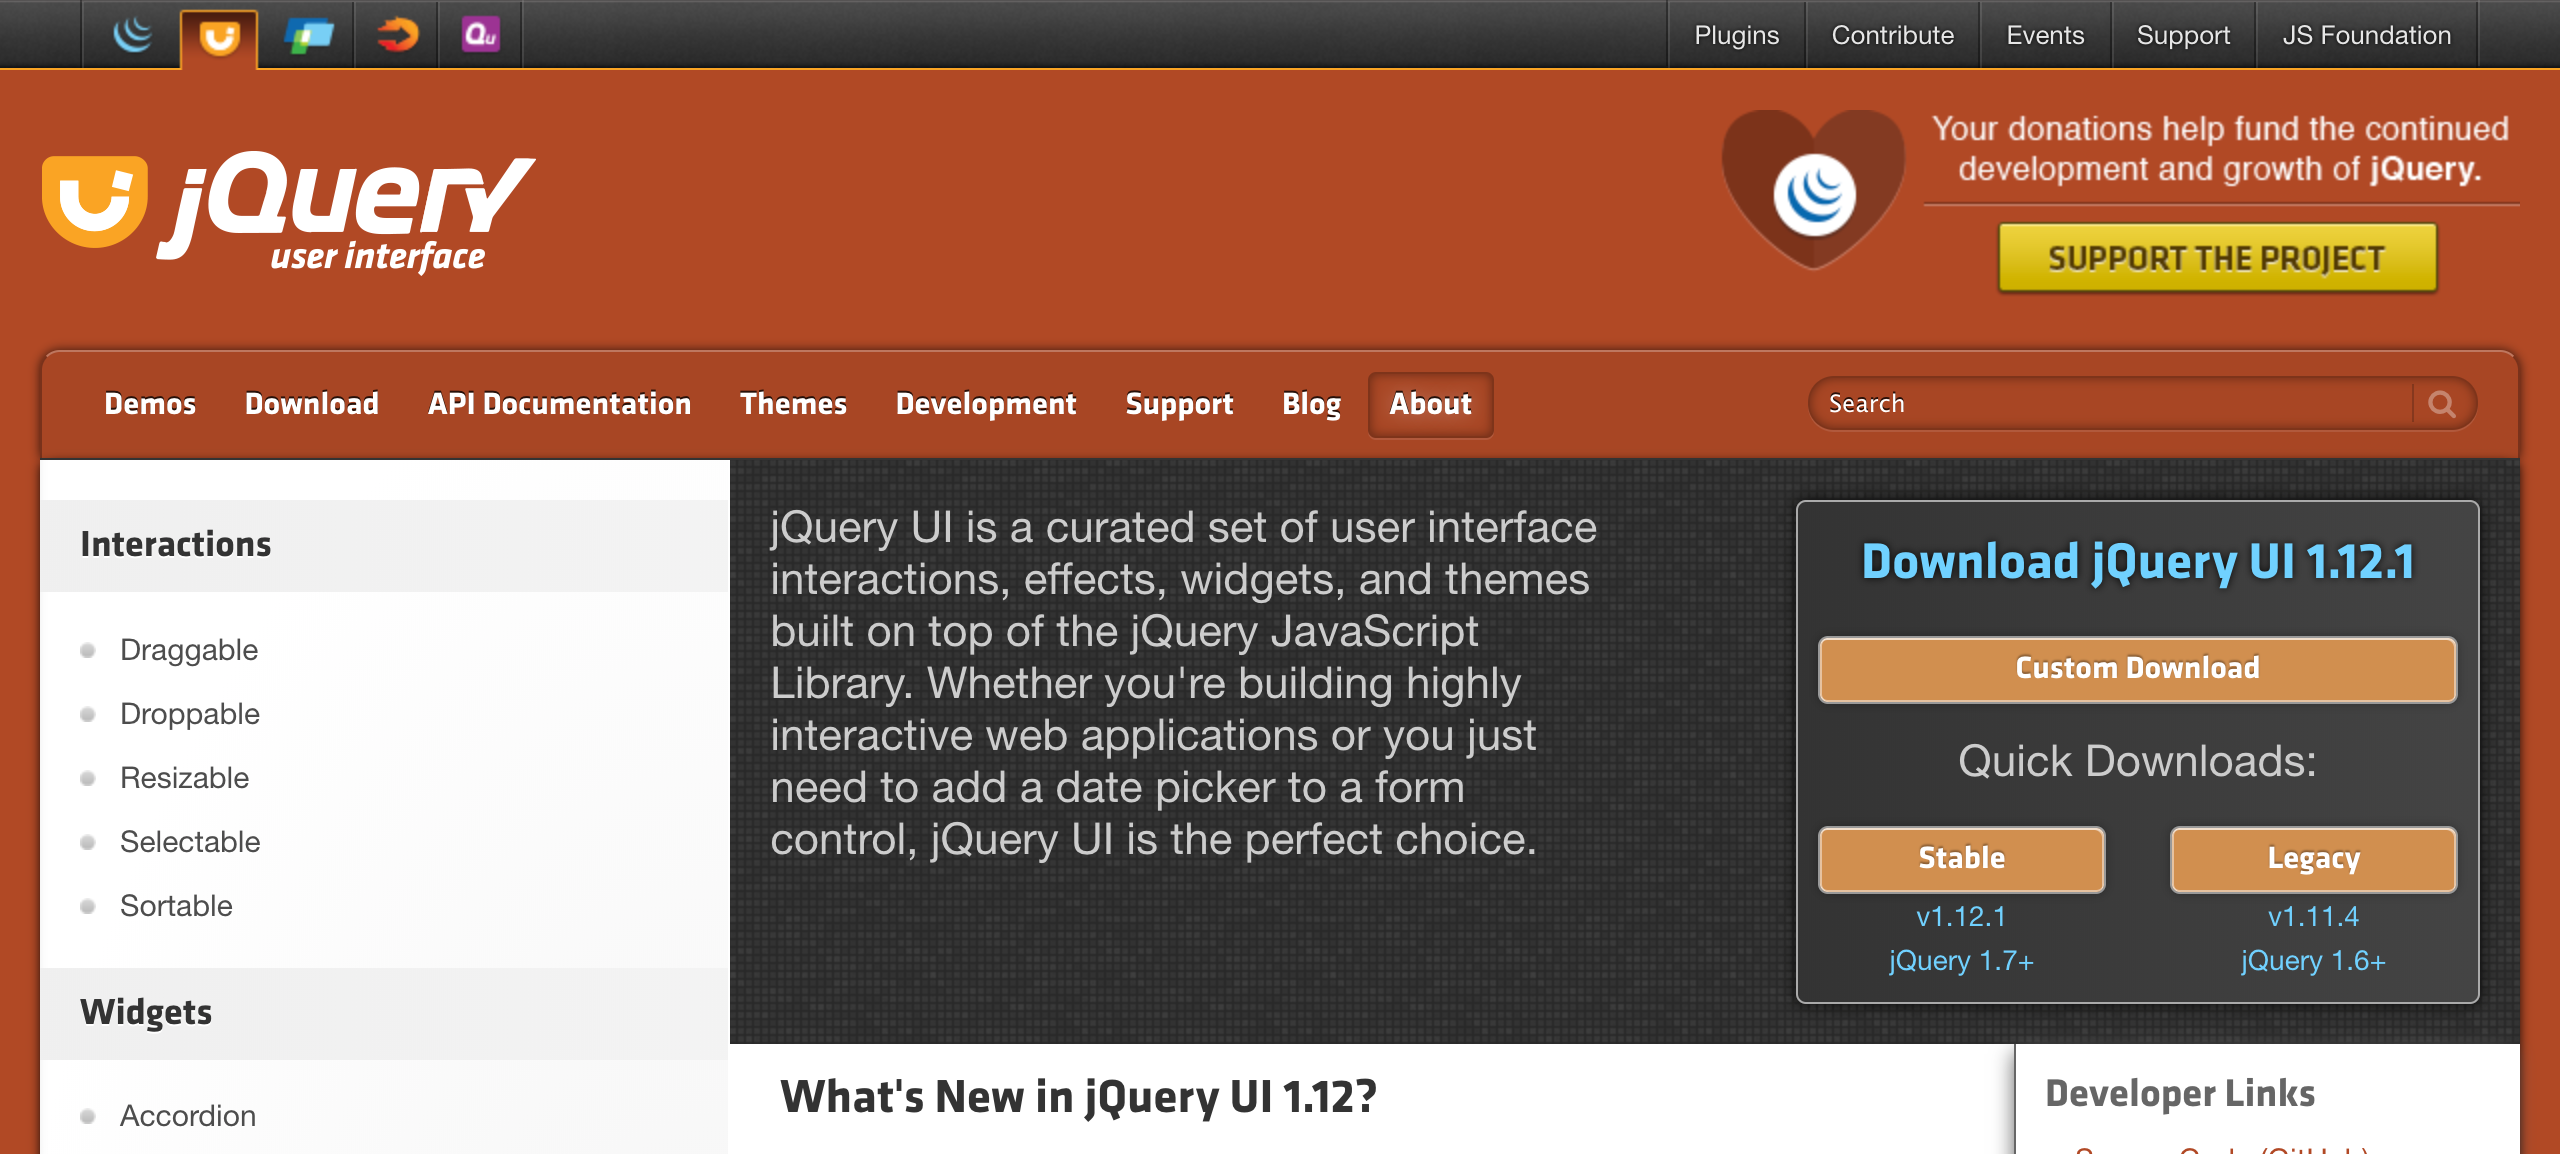 Qu
Plugins
Contribute
Events
Support
JS Foundation
jQuery
user interface
Your donations help fund the continued
development and growth of jQuery.
SUPPORT THE PROJECT
Demos
Download
API Documentation
Themes
Development
Support
Blog
About
Search
Interactions
Draggable
Droppable
Resizable
Selectable
Sortable
Widgets
Accordion
jQuery UI is a curated set of user interface
interactions, effects, widgets, and themes
built on top of the jQuery JavaScript
Library. Whether you're building highly
interactive web applications or you just
need to add a date picker to a form
control, jQuery UI is the perfect choice.
Download jQuery UI 1.12.1
Custom Download
Quick Downloads:
Stable
v1.12.1
jQuery 1.7+
Legacy
v1.11.4
jQuery 1.6+
What's New in jQuery UI 1.12?
Developer Links